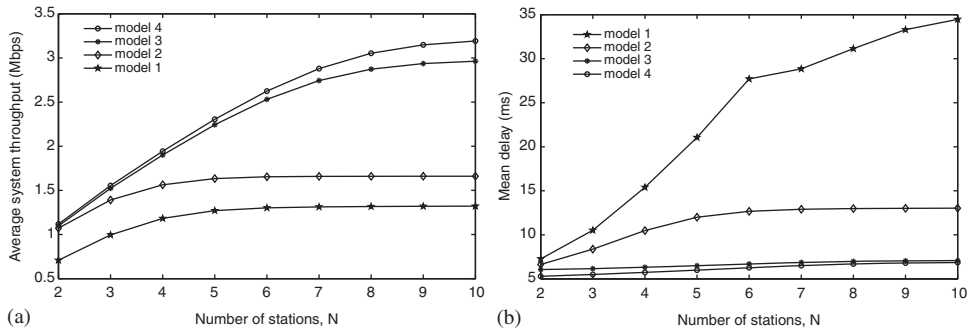 3.5
3
2.5
2
1.5
1
0.5
Average system throughput (Mbps)
model 4
model 3
model 2
model 1
2 3 4 5 6 7 8 9 10
Number of stations, N
(a)
35
30
25
20
15
10
5
Mean delay (ms)
model 1
model 2
model 3
model 4
2 3 4 5 6 7 8 9 10
Number of stations, N
(b)